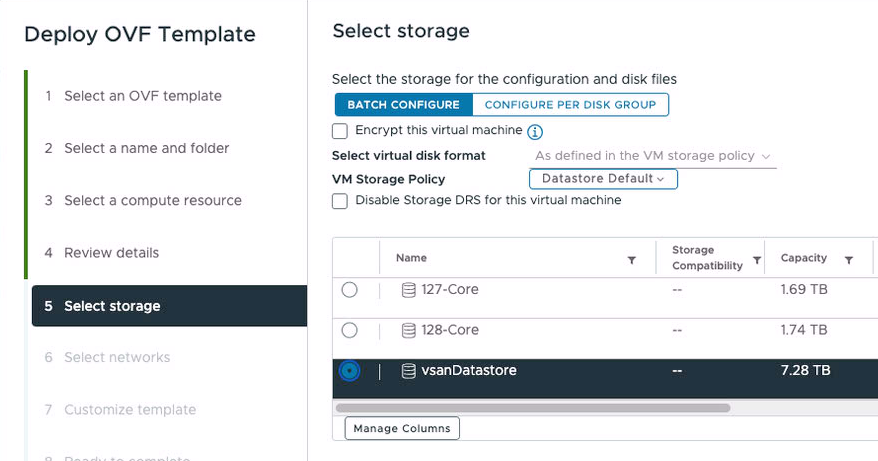 Deploy OVF Template
1 Select an OVF template
2 Select a name and folder
3 Select a compute resource
4 Review details
5 Select storage
6 Select networks
7 Customize template
8 Ready to complete
Select storage
Select the storage for the configuration and disk files
BATCH CONFIGURE CONFIGURE PER DISK GROUP
Encrypt this virtual machine
Select virtual disk format As defined in the VM storage policy
VM Storage Policy Datastore Default
Disable Storage DRS for this virtual machine
Name Storage Compatibility Capacity
127-Core -- 1.69 TB
128-Core -- 1.74 TB
vsanDatastore -- 7.28 TB
Manage Columns